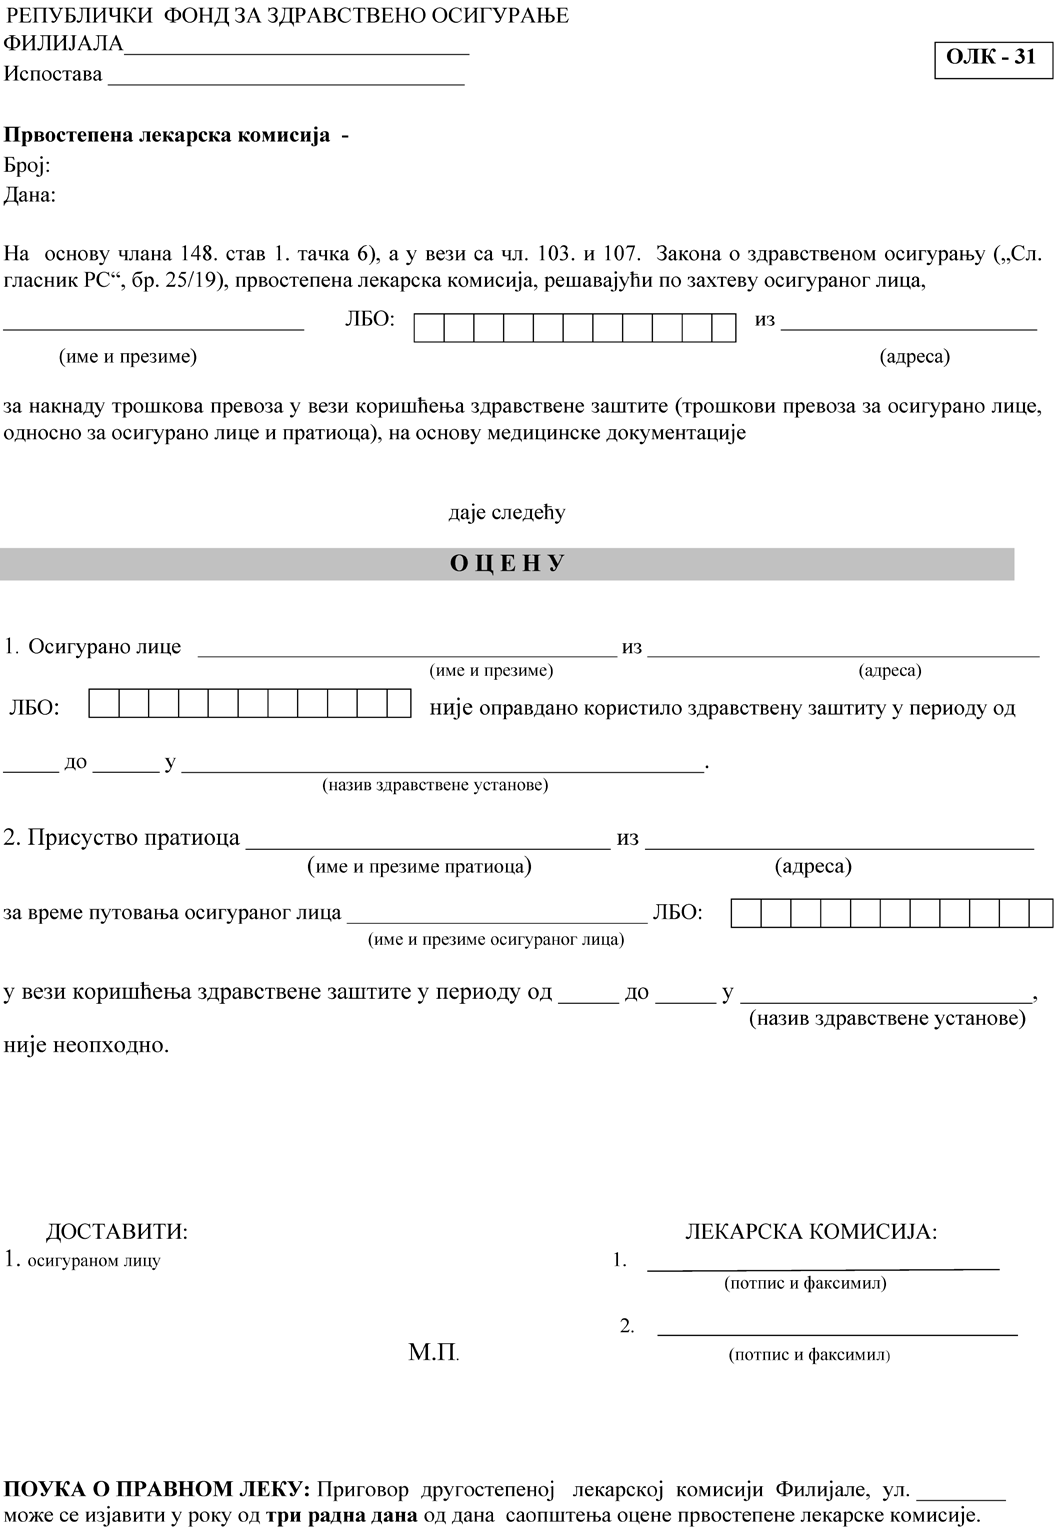 РЕПУБЛИЧКИ ФОНД ЗА ЗДРАВСТВЕНО ОСИГУРАЊЕ
ФИЛИЈАЛА
ОЛК - 31
Испостава
Првостепена лекарска комисија -
Број:
Дана:
На основу члана 148. став 1. тачка 6), а у вези са чл. 103. и 107. Закона о здравственом осигурању („Сл.
гласник РС“, бр. 25/19), првостепена лекарска комисија, решавајући по захтеву осигураног лица,
ЛБО: из
(име и презиме) (адреса)
за накнаду трошкова превоза у вези коришћења здравствене заштите (трошкови превоза за осигурано лице,
односно за осигурано лице и пратиоца), на основу медицинске документације
даје следећу
О Ц Е Н У
1. Осигурано лице из
(име и презиме) (адреса)
ЛБО: није оправдано користило здравствену заштиту у периоду од
до у .
(назив здравствене установе)
2. Присуство пратиоца из
(име и презиме пратиоца) (адреса)
за време путовања осигураног лица ЛБО:
(име и презиме осигураног лица)
у вези коришћења здравствене заштите у периоду од до у ,
(назив здравствене установе)
није неопходно.
ДОСТАВИТИ: ЛЕКАРСКА КОМИСИЈА:
1. осигураном лицу 1.
(потпис и факсимил)
2.
М.П. (потпис и факсимил)
ПОУКА О ПРАВНОМ ЛЕКУ: Приговор другостепеној лекарској комисији Филијале, ул.
може се изјавити у року од три радна дана од дана саопштења оцене првостепене лекарске комисије.